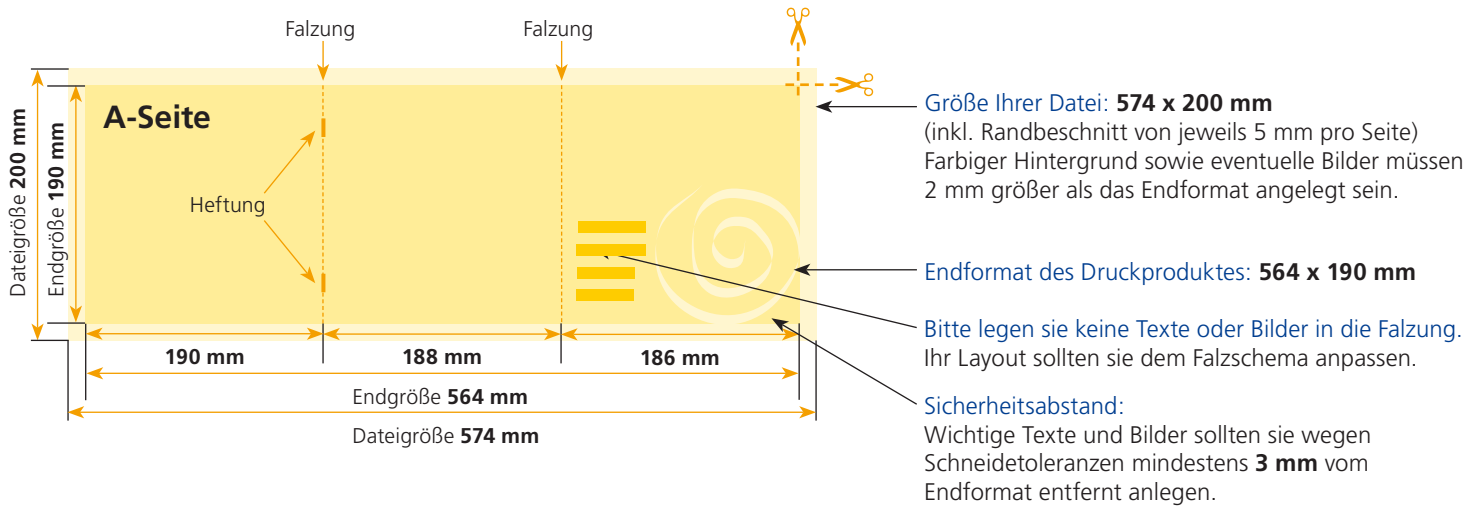 Falzung
Falzung
A-Seite
Dateigröße 200 mm
Endgröße 190 mm
Heftung
190 mm
188 mm
186 mm
Endgröße 564 mm
Dateigröße 574 mm
Größe Ihrer Datei: 574 x 200 mm
(inkl. Randbeschnitt von jeweils 5 mm pro Seite)
Farbiger Hintergrund sowie eventuelle Bilder müssen
2 mm größer als das Endformat angelegt sein.
Endformat des Druckproduktes: 564 x 190 mm
Bitte legen sie keine Texte oder Bilder in die Falzung.
Ihr Layout sollten sie dem Falzschema anpassen.
Sicherheitsabstand:
Wichtige Texte und Bilder sollten sie wegen
Schneidetoleranzen mindestens 3 mm vom
Endformat entfernt anlegen.